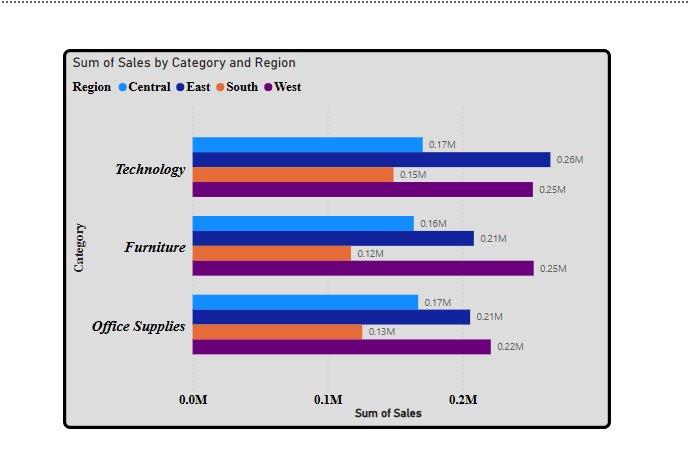 Sum of Sales by Category and Region
Region Central East South West
0.17M
Technology 0.26M
0.15M
0.25M
0.16M
Furniture 0.21M
0.12M
0.25M
0.17M
Office Supplies 0.21M
0.13M
0.22M
Category
0.0M 0.1M 0.2M
Sum of Sales